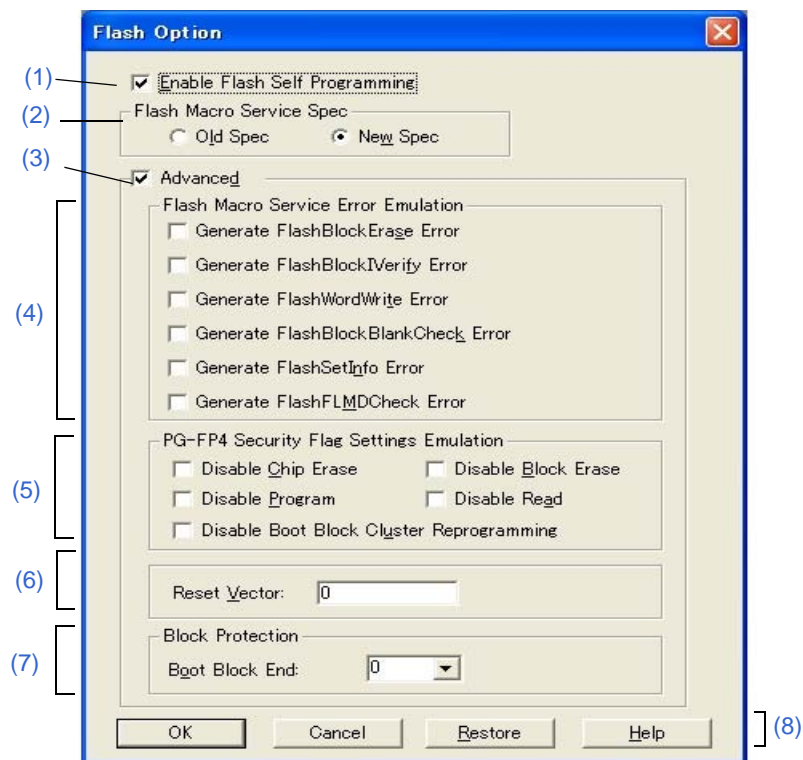 Flash Option
(1)
Enable Flash Self Programming
(2)
Flash Macro Service Spec
Old Spec New Spec
(3)
Advanced
(4)
Flash Macro Service Error Emulation
Generate FlashBlockErase Error
Generate FlashBlockIVerify Error
Generate FlashWordWrite Error
Generate FlashBlockBlankCheck Error
Generate FlashSetInfo Error
Generate FlashFLMDCheck Error
(5)
PG-FP4 Security Flag Settings Emulation
Disable Chip Erase Disable Block Erase
Disable Program Disable Read
Disable Boot Block Cluster Reprogramming
(6)
Reset Vector: 0
(7)
Block Protection
Boot Block End: 0
OK Cancel Restore Help
(8)